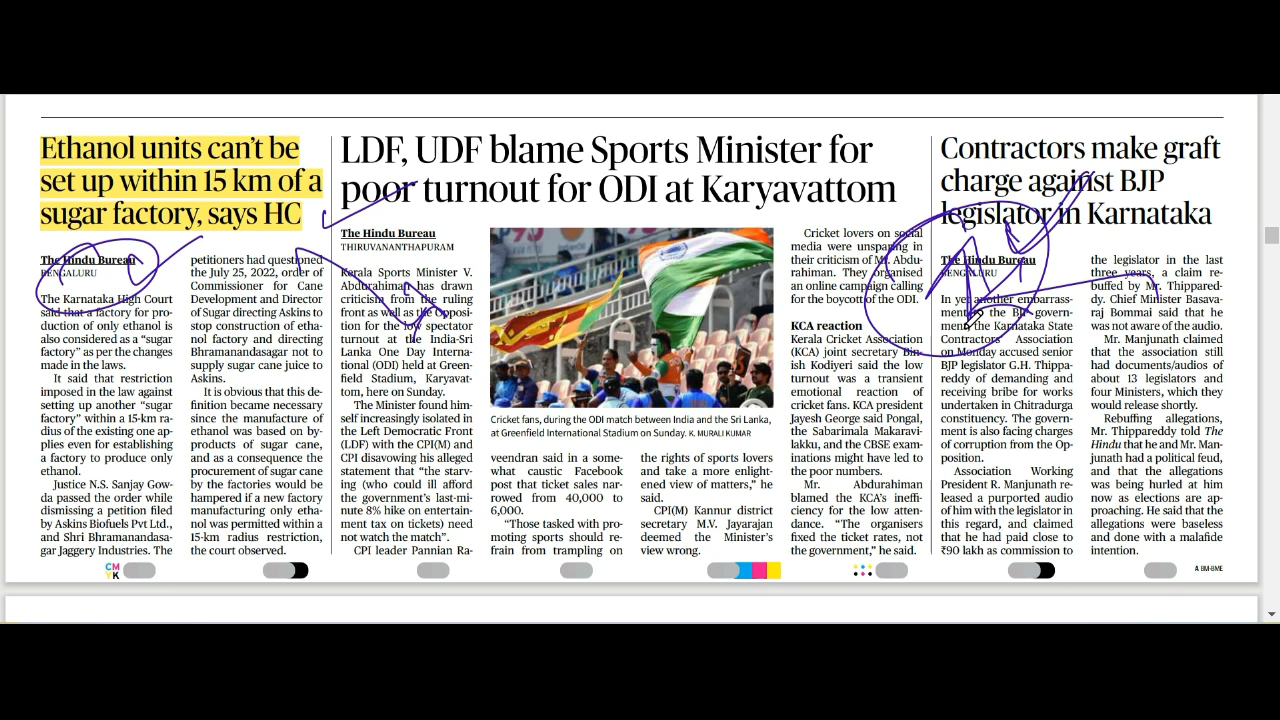 Ethanol units can't be
set up within 15 km of a
sugar factory, says HC
The Hindu Bureau
BENGALURU
The Karnataka High Court
said that a factory for pro-
duction of only ethanol is
also considered as a “sugar
factory” as per the changes
made in the laws.
It said that restriction
imposed in the law against
setting up another “sugar
factory” within a 15-km ra-
dius of the existing one ap-
plies even for establishing
a factory to produce only
ethanol.
Justice N.S. Sanjay Gow-
da passed the order while
dismissing a petition filed
by Askins Biofuels Pvt Ltd.,
and Shri Bhramanandasa-
gar Jaggery Industries. The
petitioners had questioned
the July 25, 2022, order of
Commissioner for Cane
Development and Director
of Sugar directing Askins to
stop construction of etha-
nol factory and directing
Bhramanandasagar not to
supply sugar cane juice to
Askins.
It is obvious that this de-
finition became necessary
since the manufacture of
ethanol was based on by-
products of sugar cane,
and as a consequence the
procurement of sugar cane
by the factories would be
hampered if a new factory
manufacturing only etha-
nol was permitted within a
15-km radius restriction,
the court observed.
LDF, UDF blame Sports Minister for
poor turnout for ODI at Karyavattom
The Hindu Bureau
THIRUVANANTHAPURAM
Kerala Sports Minister V.
Abdurahiman has drawn
criticism from the ruling
front as well as the Opposi-
tion for the low spectator
turnout at the India-Sri
Lanka One Day Interna-
tional (ODI) held at Green-
field Stadium, Karyavat-
tom, here on Sunday.
The Minister found him-
self increasingly isolated in
the Left Democratic Front
(LDF) with the CPI(M) and
CPI disavowing his alleged
statement that “the starv-
ing (who could ill afford
the government's last-mi-
nute 8% hike on entertain-
ment tax on tickets) need
not watch the match”.
CPI leader Pannian Ra-
Cricket fans, during the ODI match between India and the Sri Lanka,
at Greenfield International Stadium on Sunday. K. MURALI KUMAR
veendran said in a some-
what caustic Facebook
post that ticket sales nar-
rowed from 40,000 to
6,000.
“Those tasked with pro-
moting sports should re-
frain from trampling on
the rights of sports lovers
and take a more enlight-
ened view of matters,” he
said.
CPI(M) Kannur district
secretary M.V. Jayarajan
deemed the Minister's
view wrong.
Cricket lovers on social
media were unsparing in
their criticism of Mr. Abdu-
rahiman. They organised
an online campaign calling
for the boycott of the ODI.
KCA reaction
Kerala Cricket Association
(KCA) joint secretary Bin-
ish Kodiyeri said the low
turnout was a transient
emotional reaction of
cricket fans. KCA president
Jayesh George said Pongal,
the Sabarimala Makaravi-
lakku, and the CBSE exam-
inations might have led to
the poor numbers.
Mr. Abdurahiman
blamed the KCA's ineffi-
ciency for the low atten-
dance. “The organisers
fixed the ticket rates, not
the government,” he said.
Contractors make graft
charge against BJP
legislator in Karnataka
The Hindu Bureau
BENGALURU
In yet another embarrass-
ment to the BJP govern-
ment, the Karnataka State
Contractors Association
on Monday accused senior
BJP legislator G.H. Thippa-
reddy of demanding and
receiving bribe for works
undertaken in Chitradurga
constituency. The govern-
ment is also facing charges
of corruption from the Op-
position.
Association Working
President R. Manjunath re-
leased a purported audio
of him with the legislator in
this regard, and claimed
that he had paid close to
₹90 lakh as commission to
the legislator in the last
three years, a claim re-
buffed by Mr. Thippared-
dy. Chief Minister Basava-
raj Bommai said that he
was not aware of the audio.
Mr. Manjunath claimed
that the association still
had documents/audios of
about 13 legislators and
four Ministers, which they
would release shortly.
Rebuffing allegations,
Mr. Thippareddy told The
Hindu that he and Mr. Man-
junath had a political feud,
and that the allegations
was being hurled at him
now as elections are ap-
proaching. He said that the
allegations were baseless
and done with a malafide
intention.
CM
YK
A BM-BME